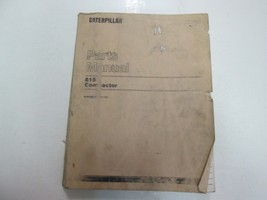 CATERPILLAR
Parts
Manual
815
Compactor